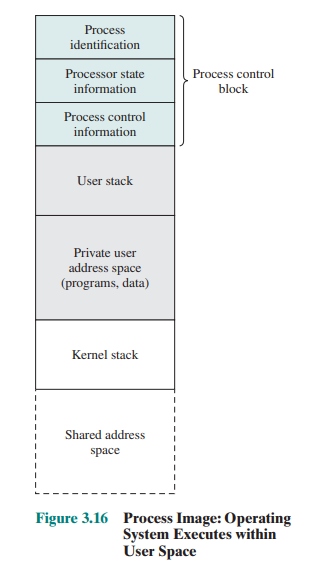 Process
identification
Processor state
information
Process control
block
Process control
information
User stack
Private user
address space
(programs, data)
Kernel stack
Shared address
space
Figure 3.16 Process Image: Operating
System Executes within
User Space